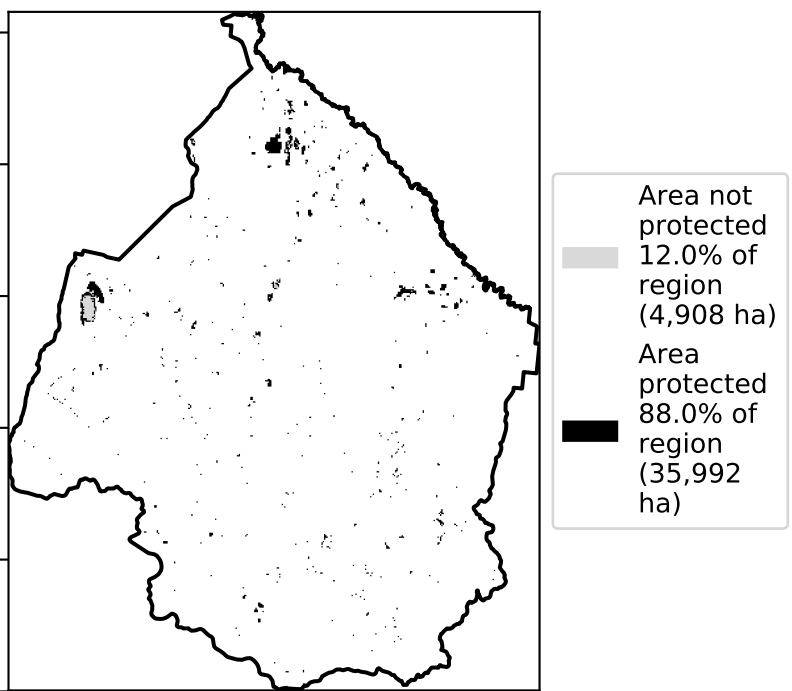 Area not
protected
12.0% of
region
(4,908 ha)
Area
protected
88.0% of
region
(35,992
ha)